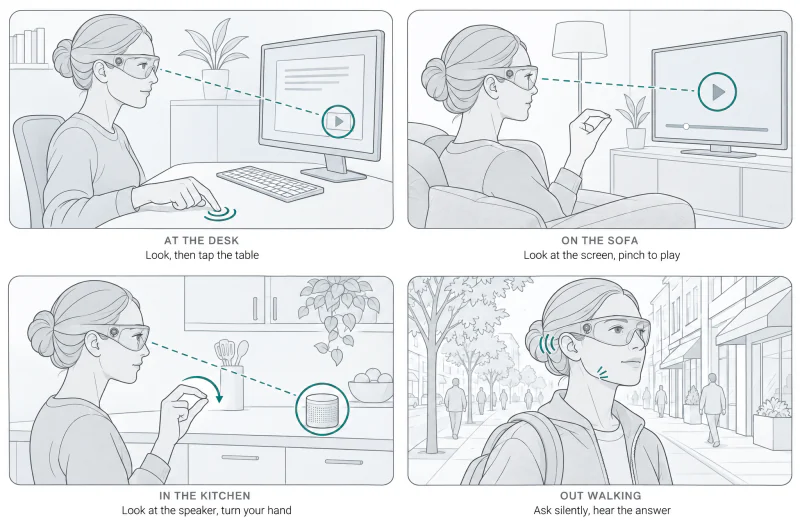 AT THE DESK
Look, then tap the table
ON THE SOFA
Look at the screen, pinch to play
IN THE KITCHEN
Look at the speaker, turn your hand
OUT WALKING
Ask silently, hear the answer